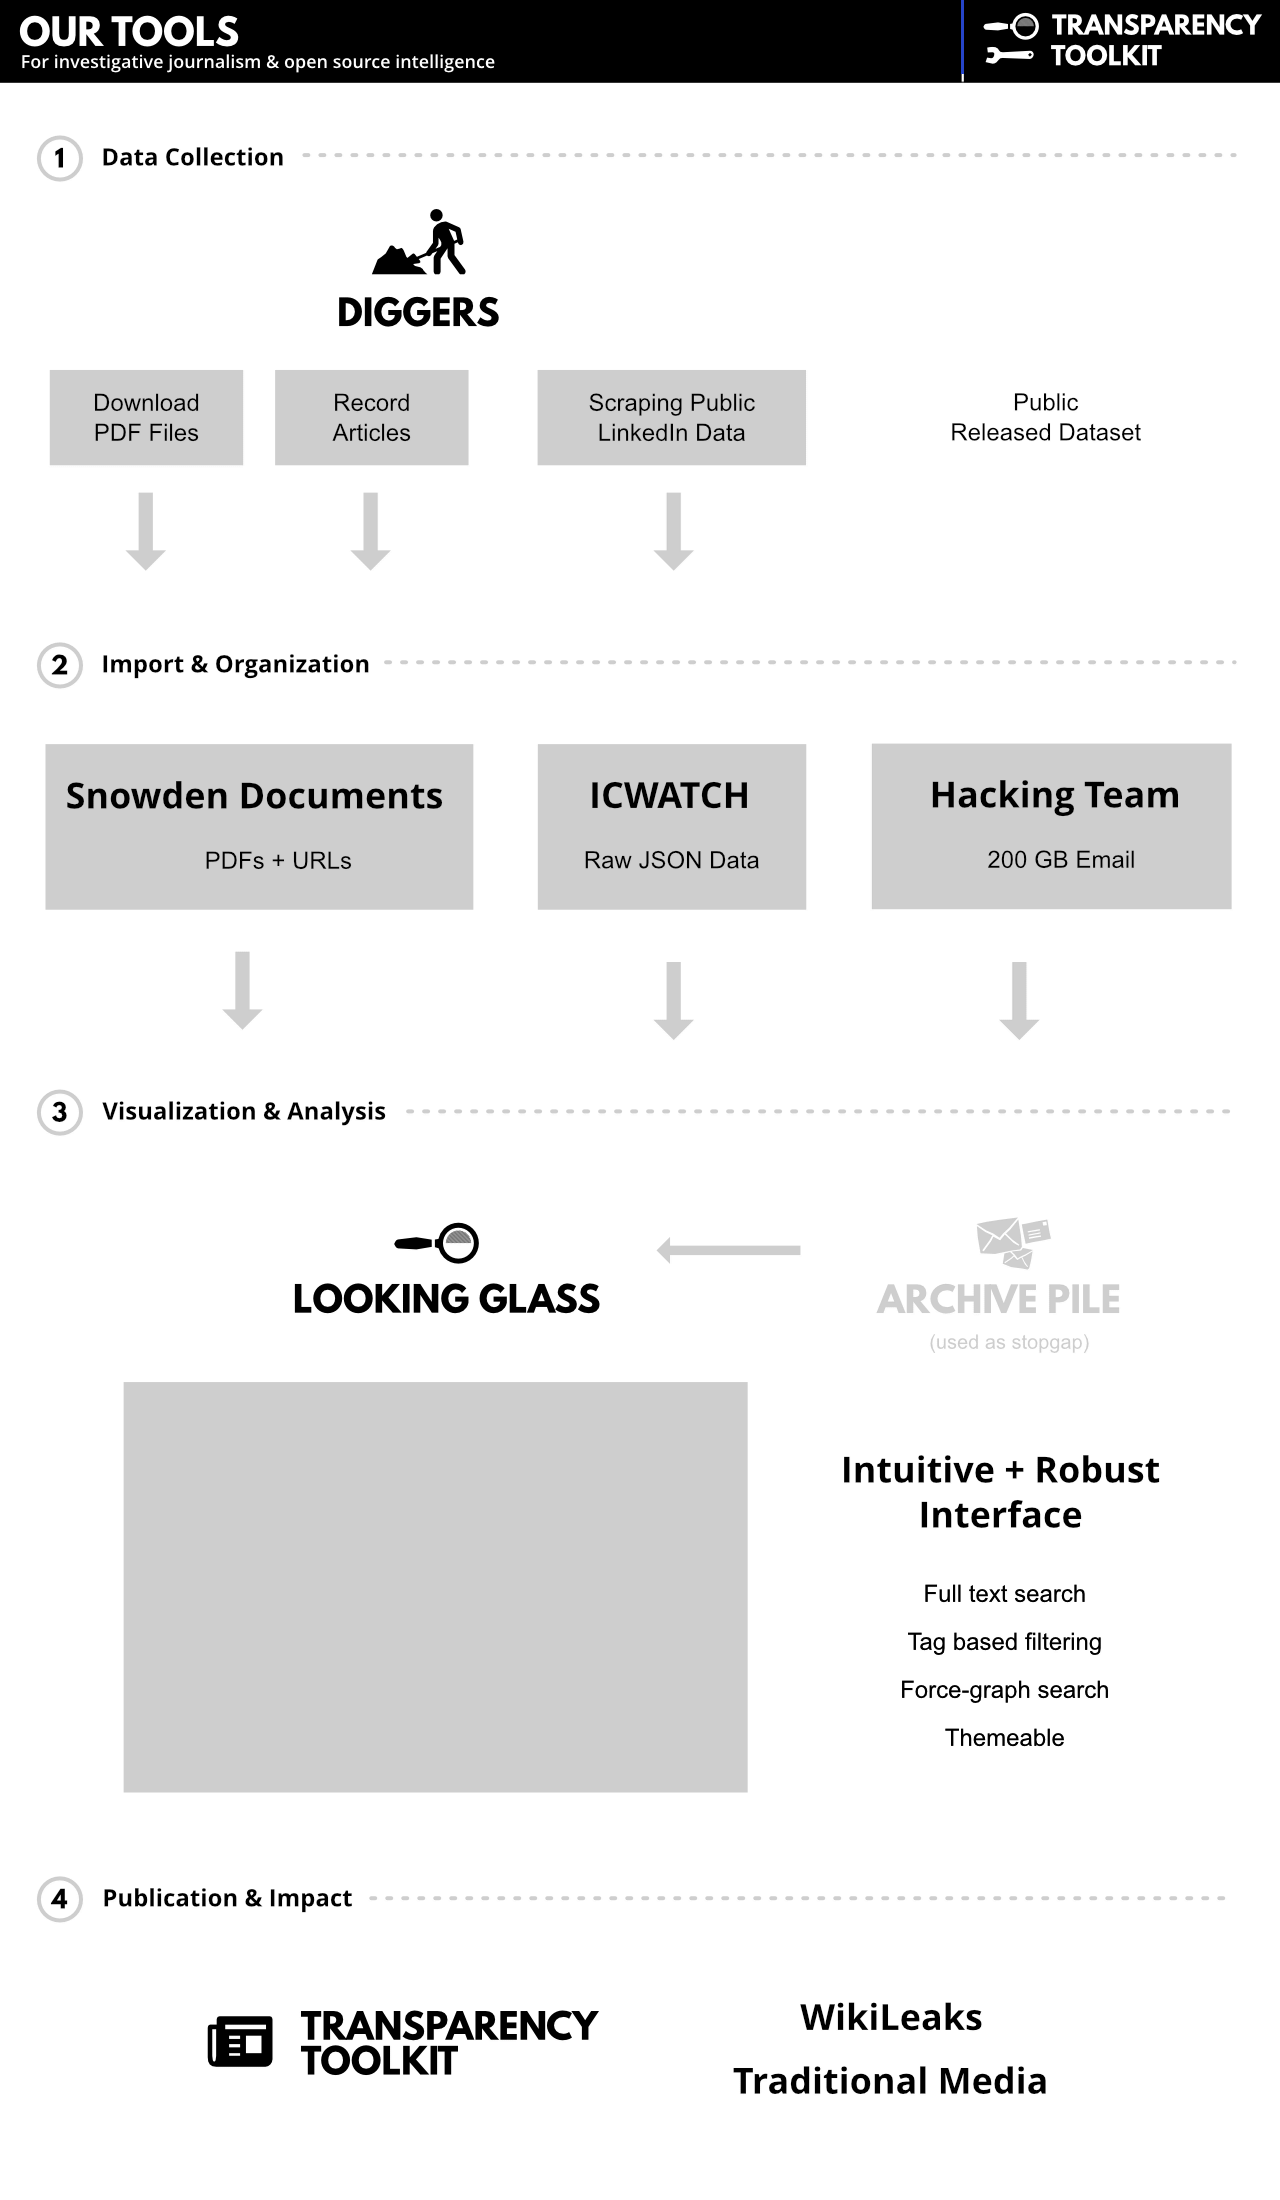 OUR TOOLS
For investigative journalism & open source intelligence
TRANSPARENCY
TOOLKIT
1 Data Collection
DIGGERS
Download
PDF Files
Record
Articles
Scraping Public
LinkedIn Data
Public
Released Dataset
2 Import & Organization
Snowden Documents
PDFs + URLs
ICWATCH
Raw JSON Data
Hacking Team
200 GB Email
3 Visualization & Analysis
LOOKING GLASS
ARCHIVE PILE
(used as stopgap)
Intuitive + Robust
Interface
Full text search
Tag based filtering
Force-graph search
Themeable
4 Publication & Impact
TRANSPARENCY
TOOLKIT
WikiLeaks
Traditional Media